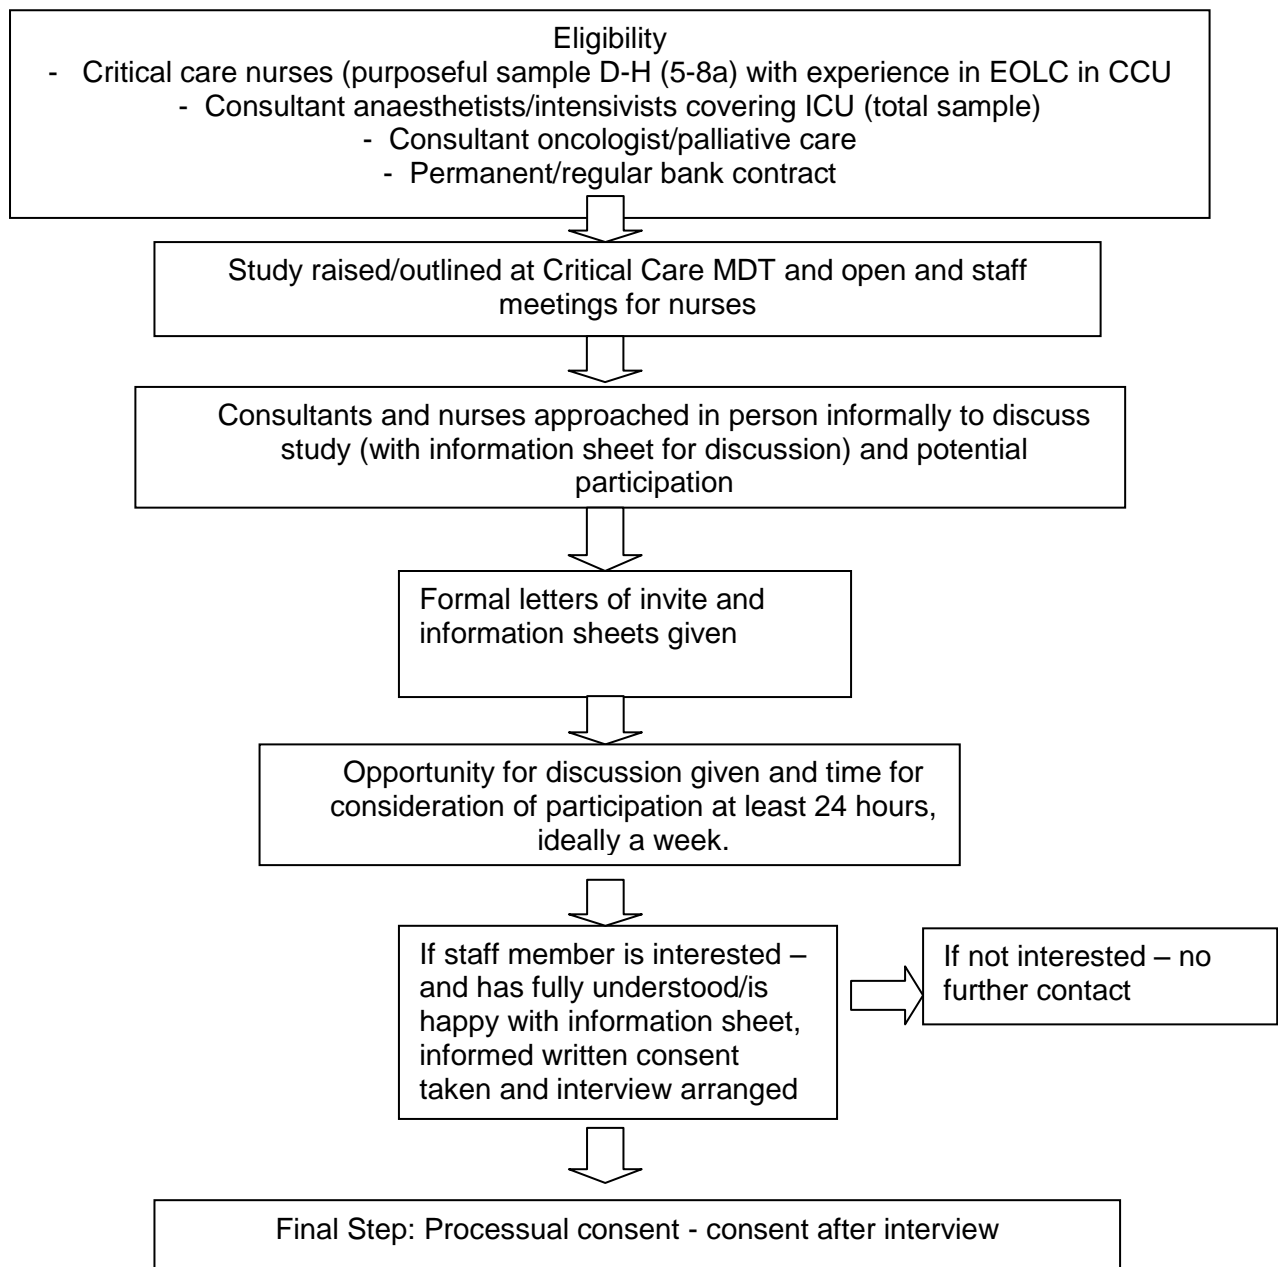 Eligibility
- Critical care nurses (purposeful sample D-H (5-8a) with experience in EOLC in CCU
- Consultant anaesthetists/intensivists covering ICU (total sample)
- Consultant oncologist/palliative care
- Permanent/regular bank contract
Study raised/outlined at Critical Care MDT and open and staff
meetings for nurses
Consultants and nurses approached in person informally to discuss
study (with information sheet for discussion) and potential
participation
Formal letters of invite and
information sheets given
Opportunity for discussion given and time for
consideration of participation at least 24 hours,
ideally a week.
If staff member is interested –
and has fully understood/is
happy with information sheet,
informed written consent
taken and interview arranged
If not interested – no
further contact
Final Step: Processual consent - consent after interview